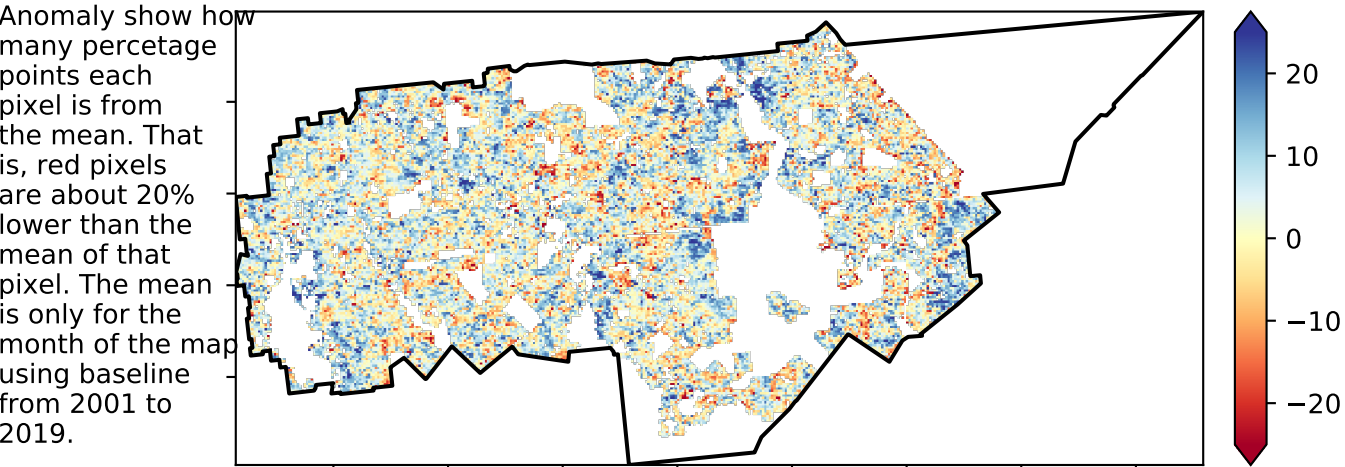 Anomaly show how
many percetage
points each
pixel is from
the mean. That
is, red pixels
are about 20%
lower than the
mean of that
pixel. The mean
is only for the
month of the map
using baseline
from 2001 to
2019.
20
10
0
−10
−20